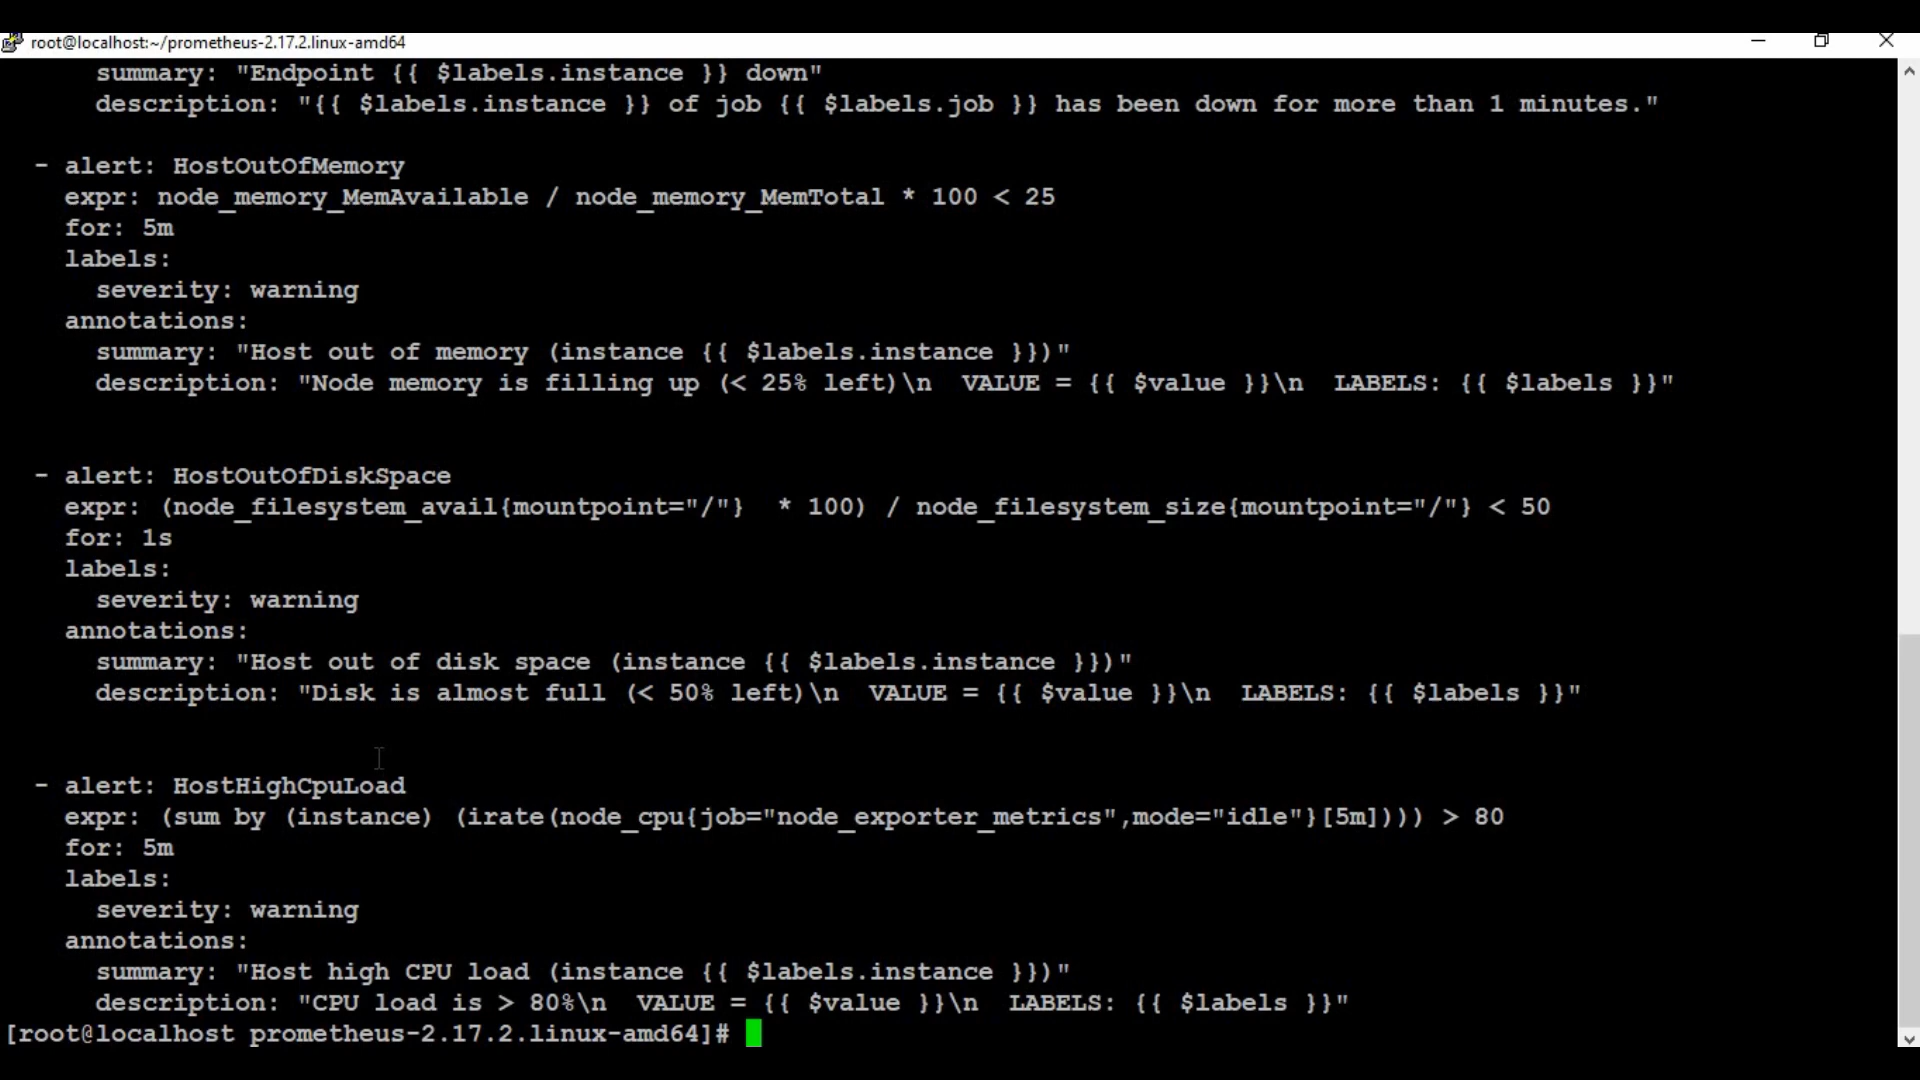 root@localhost:~/prometheus-2.17.2.linux-amd64
summary: "Endpoint {{ $labels.instance }} down"
description: "{{ $labels.instance }} of job {{ $labels.job }} has been down for more than 1 minutes."
- alert: HostOutOfMemory
expr: node_memory_MemAvailable / node_memory_MemTotal * 100 < 25
for: 5m
labels:
severity: warning
annotations:
summary: "Host out of memory (instance {{ $labels.instance }})"
description: "Node memory is filling up (< 25% left)\n  VALUE = {{ $value }}\n  LABELS: {{ $labels }}"
- alert: HostOutOfDiskSpace
expr: (node_filesystem_avail{mountpoint="/"}  * 100) / node_filesystem_size{mountpoint="/"} < 50
for: 1s
labels:
severity: warning
annotations:
summary: "Host out of disk space (instance {{ $labels.instance }})"
description: "Disk is almost full (< 50% left)\n  VALUE = {{ $value }}\n  LABELS: {{ $labels }}"
- alert: HostHighCpuLoad
expr: (sum by (instance) (irate(node_cpu{job="node_exporter_metrics",mode="idle"}[5m]))) > 80
for: 5m
labels:
severity: warning
annotations:
summary: "Host high CPU load (instance {{ $labels.instance }})"
description: "CPU load is > 80%\n  VALUE = {{ $value }}\n  LABELS: {{ $labels }}"
[root@localhost prometheus-2.17.2.linux-amd64]#